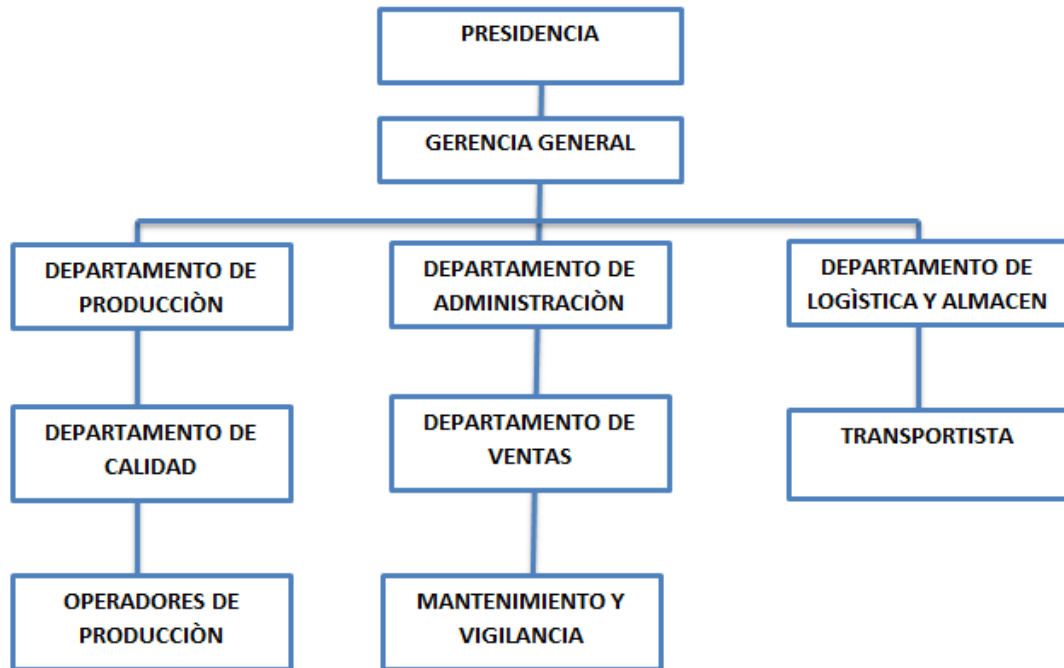 PRESIDENCIA
GERENCIA GENERAL
DEPARTAMENTO DE
PRODUCCIÒN
DEPARTAMENTO DE
ADMINISTRACIÒN
DEPARTAMENTO DE
LOGÌSTICA Y ALMACEN
DEPARTAMENTO DE
CALIDAD
DEPARTAMENTO DE
VENTAS
TRANSPORTISTA
OPERADORES DE
PRODUCCIÒN
MANTENIMIENTO Y
VIGILANCIA